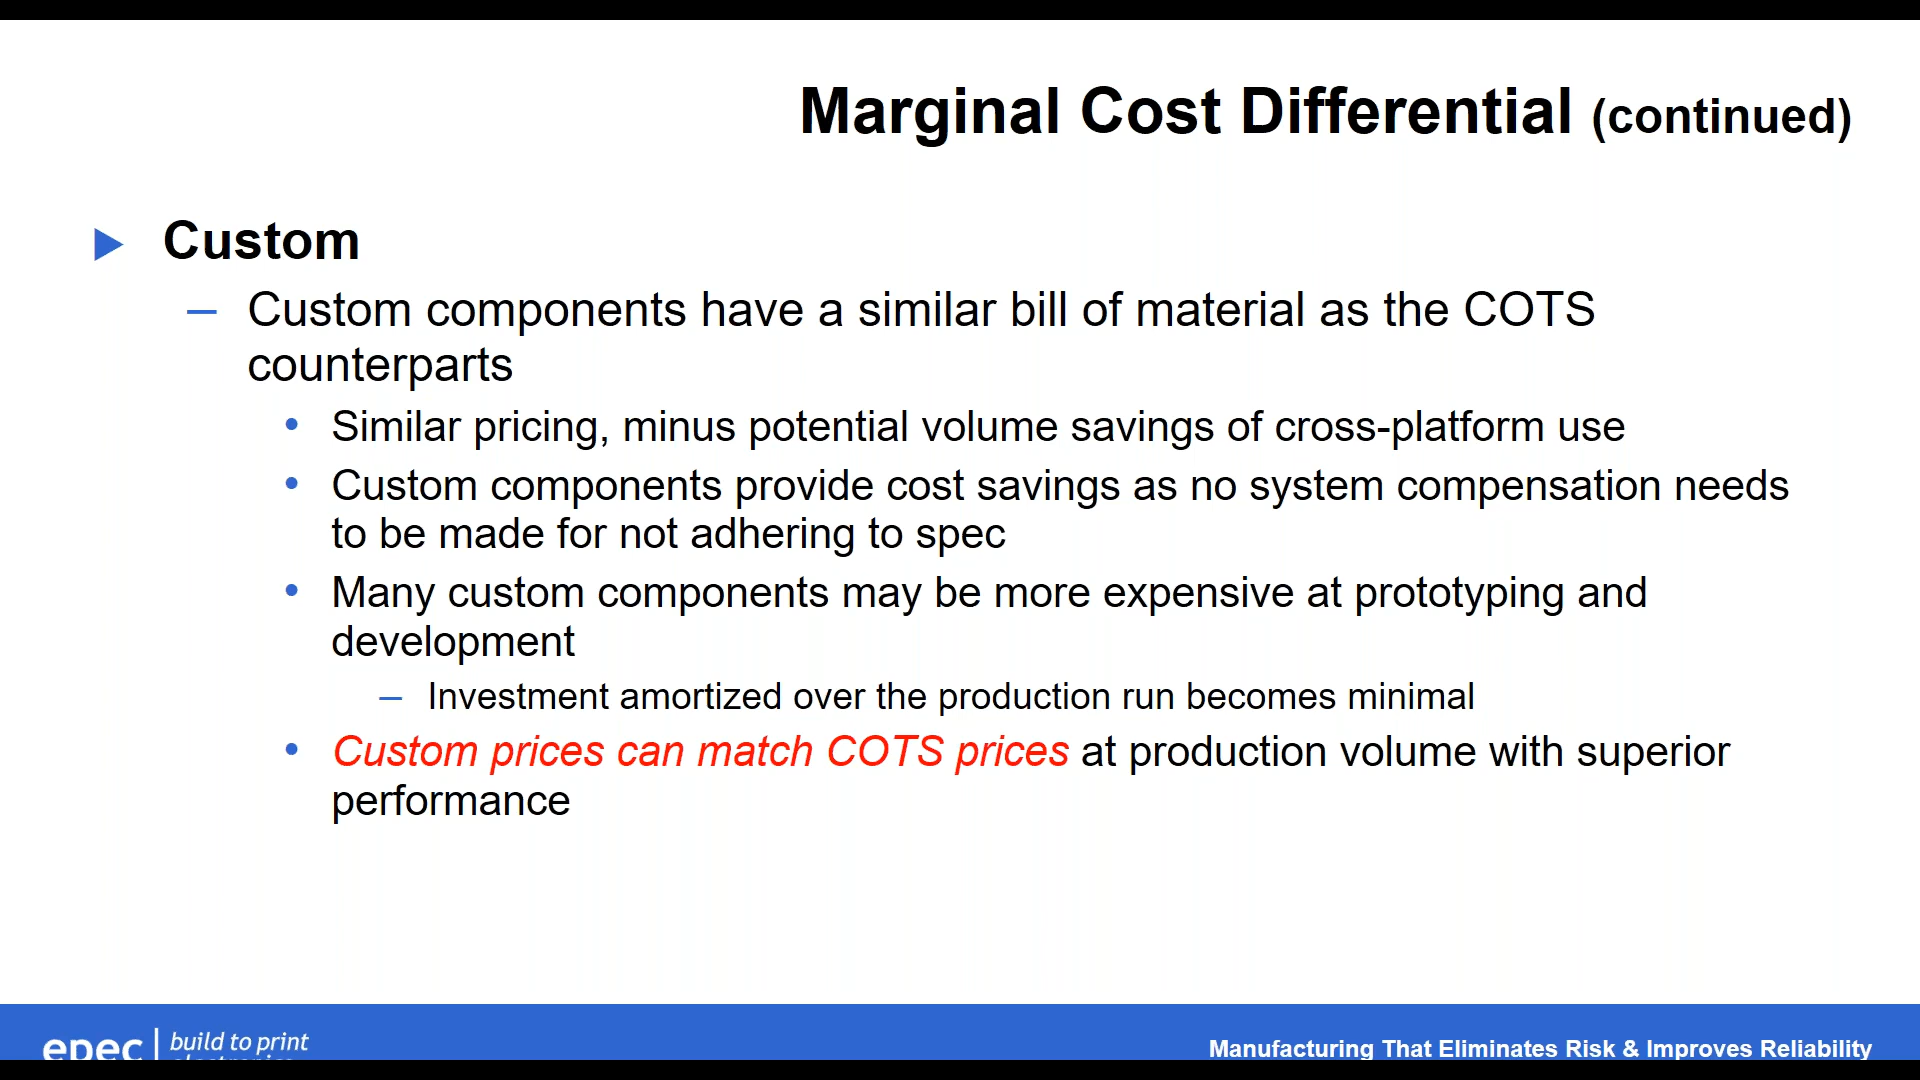 Marginal Cost Differential (continued)
Custom
– Custom components have a similar bill of material as the COTS
counterparts
• Similar pricing, minus potential volume savings of cross-platform use
• Custom components provide cost savings as no system compensation needs
to be made for not adhering to spec
• Many custom components may be more expensive at prototyping and
development
– Investment amortized over the production run becomes minimal
• Custom prices can match COTS prices at production volume with superior
performance
epec | build to print
Manufacturing That Eliminates Risk & Improves Reliability